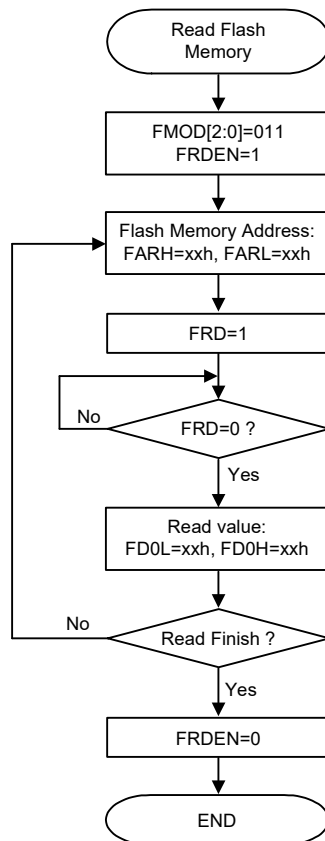 Read Flash
Memory
FMOD[2:0]=011
FRDEN=1
Flash Memory Address:
FARH=xxh, FARL=xxh
FRD=1
No
FRD=0 ?
Yes
Read value:
FD0L=xxh, FD0H=xxh
No
Read Finish ?
Yes
FRDEN=0
END